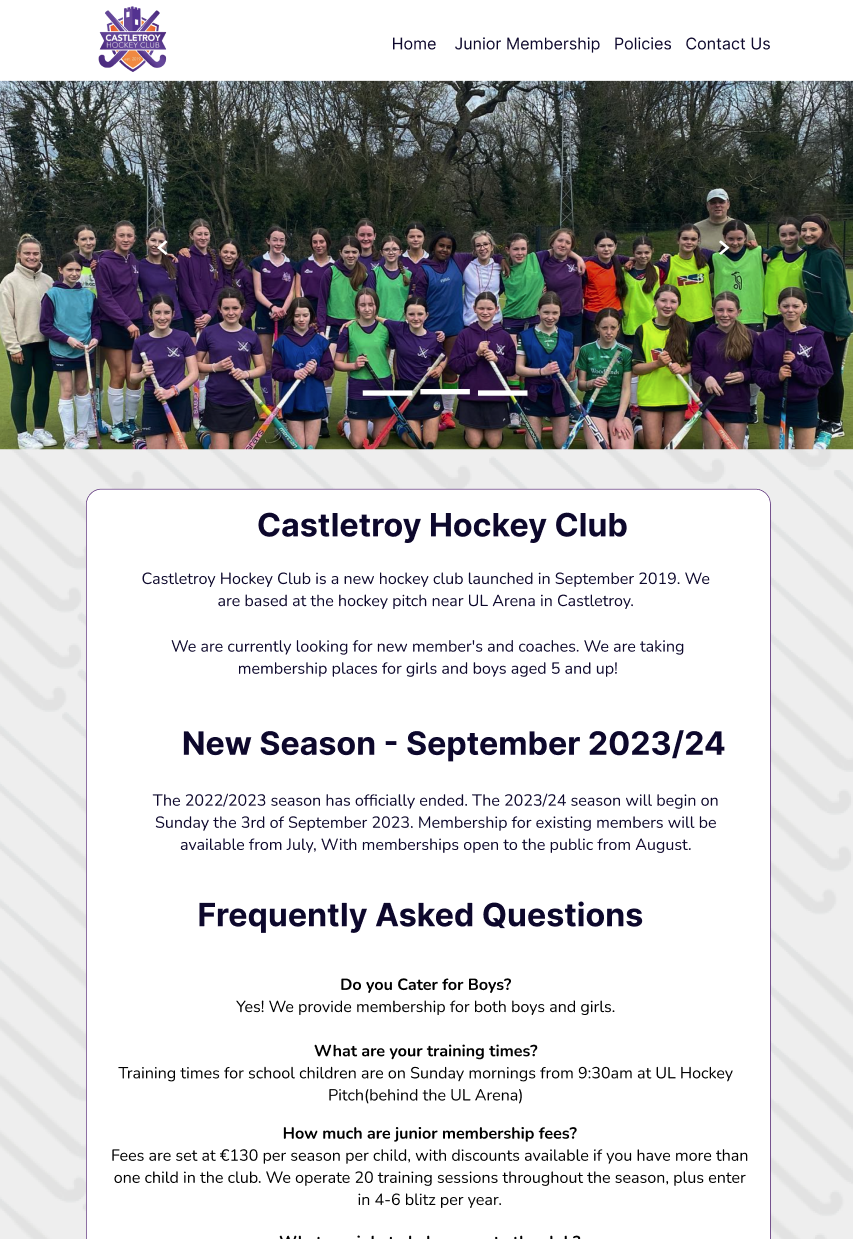 CASTLETROY
HOCKEY CLUB
Home Junior Membership Policies Contact Us
Castletroy Hockey Club
Castletroy Hockey Club is a new hockey club launched in September 2019. We
are based at the hockey pitch near UL Arena in Castletroy.
We are currently looking for new member's and coaches. We are taking
membership places for girls and boys aged 5 and up!
New Season - September 2023/24
The 2022/2023 season has officially ended. The 2023/24 season will begin on
Sunday the 3rd of September 2023. Membership for existing members will be
available from July, With memberships open to the public from August.
Frequently Asked Questions
Do you Cater for Boys?
Yes! We provide membership for both boys and girls.
What are your training times?
Training times for school children are on Sunday mornings from 9:30am at UL Hockey
Pitch(behind the UL Arena)
How much are junior membership fees?
Fees are set at €130 per season per child, with discounts available if you have more than
one child in the club. We operate 20 training sessions throughout the season, plus enter
in 4-6 blitz per year.